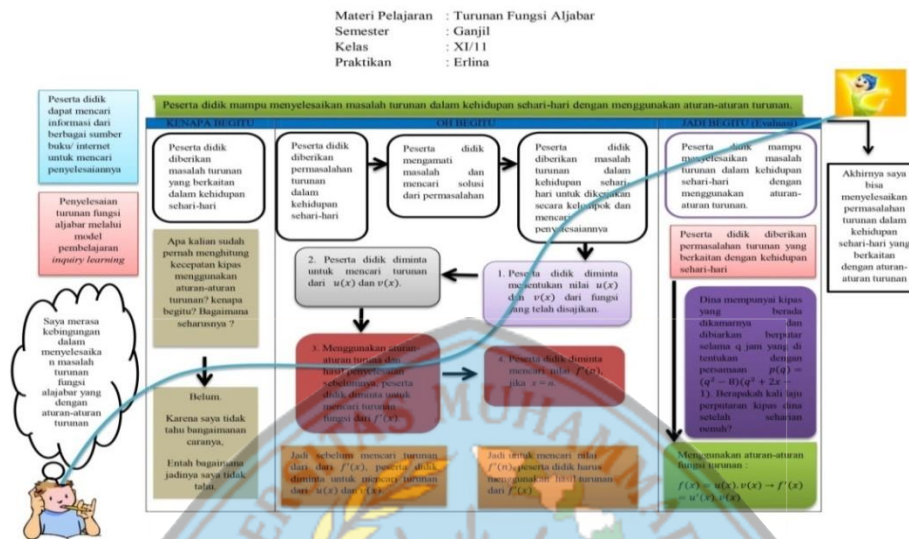 Materi Pelajaran : Turunan Fungsi Aljabar
Semester : Ganjil
Kelas : XI/11
Praktikan : Erlina
Peserta didik
dapat mencari
informasi dari
berbagai sumber
buku/ internet
untuk mencari
penyelesaiannya
Penyelesaian
turunan fungsi
aljabar melalui
model
pembelajaran
inquiry learning
Saya merasa
kebingungan
dalam
menyelesaika
n masalah
turunan
fungsi
alajabar yang
dengan
aturan-aturan
turunan
Peserta didik mampu menyelesaikan masalah turunan dalam kehidupan sehari-hari dengan menggunakan aturan-aturan turunan.
KENAPA BEGITU
Peserta didik
diberikan
masalah turunan
yang berkaitan
dalam kehidupan
sehari-hari
Apa kalian sudah
pernah menghitung
kecepatan kipas
menggunakan
aturan-aturan
turunan? kenapa
begitu? Bagaimana
seharusnya ?
Belum.
Karena saya tidak
tahu bangaimanan
caranya,
Entah bagaimana
jadinya saya tidak
tahu.
OH BEGITU
Peserta didik
diberikan
permasalahan
turunan
dalam
kehidupan
sehari-hari
Peserta didik
mengamati
masalah dan
mencari solusi
dari permasalahan
Peserta didik
diberikan masalah
turunan dalam
kehidupan sehari-
hari untuk dikerjakan
secara kelompok dan
mencari
penyelesaiannya
1. Peserta didik diminta
menentukan nilai u(x)
dan v(x) dari fungsi
yang telah disajikan.
2. Peserta didik diminta
untuk mencari turunan
dari u(x) dan v(x).
3. Menggunakan aturan-
aturan turuna dan
hasil penyelesaian
sebelumnya, peserta
didik diminta untuk
mencari turunan
fungsi dari f'(x).
4. Peserta didik diminta
mencari nilai f'(n),
jika x = n.
Jadi sebelum mencari turunan
dari dari f'(x), peserta didik
diminta untuk mencari turunan
dari u(x) dan v(x).
Jadi untuk mencari nilai
f'(n), peserta didik harus
menggunakan hasil turunan
dari f'(x)
JADI BEGITU (Evaluasi)
Peserta didik mampu
menyelesaikan masalah
turunan dalam kehidupan
sehari-hari dengan
menggunakan aturan-
aturan turunan.
Peserta didik diberikan
permasalahan turunan yang
berkaitan dengan kehidupan
sehari-hari
Dina mempunyai kipas
yang berada
dikamarnya dan
dibiarkan berputar
selama q jam yang di
tentukan dengan
persamaan p(q) =
(q² − 8)(q² + 2x −
1). Berapakah kali laju
perputaran kipas dina
setelah seharian
penuh?
Menggunakan aturan-aturan
fungsi turunan :
f(x) = u(x).v(x) → f'(x)
= u'(x).v(x)
Akhirnya saya
bisa
menyelesaikan
permasalahan
turunan dalam
kehidupan
sehari-hari yang
berkaitan
dengan aturan-
aturan turunan
MUHAMMA